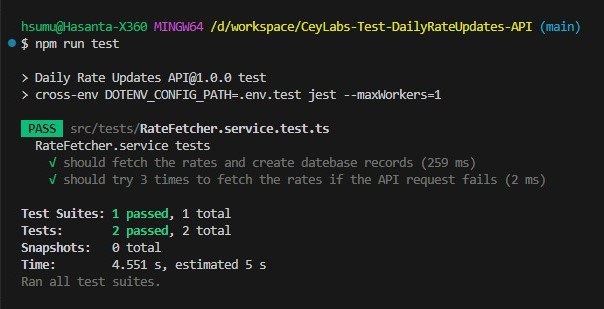 hsumu@Hasanta-X360 MINGW64 /d/workspace/CeyLabs-Test-DailyRateUpdates-API (main)
$ npm run test
> Daily Rate Updates API@1.0.0 test
> cross-env DOTENV_CONFIG_PATH=.env.test jest --maxWorkers=1
PASS src/tests/RateFetcher.service.test.ts
RateFetcher.service tests
√ should fetch the rates and create datebase records (259 ms)
√ should try 3 times to fetch the rates if the API request fails (2 ms)
Test Suites: 1 passed, 1 total
Tests: 2 passed, 2 total
Snapshots: 0 total
Time: 4.551 s, estimated 5 s
Ran all test suites.